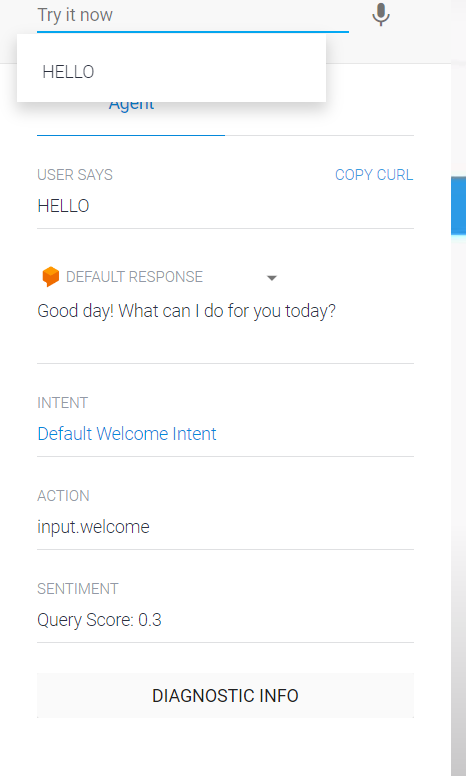 Try it now
HELLO
Agent
USER SAYS
COPY CURL
HELLO
DEFAULT RESPONSE
Good day! What can I do for you today?
INTENT
Default Welcome Intent
ACTION
input.welcome
SENTIMENT
Query Score: 0.3
DIAGNOSTIC INFO